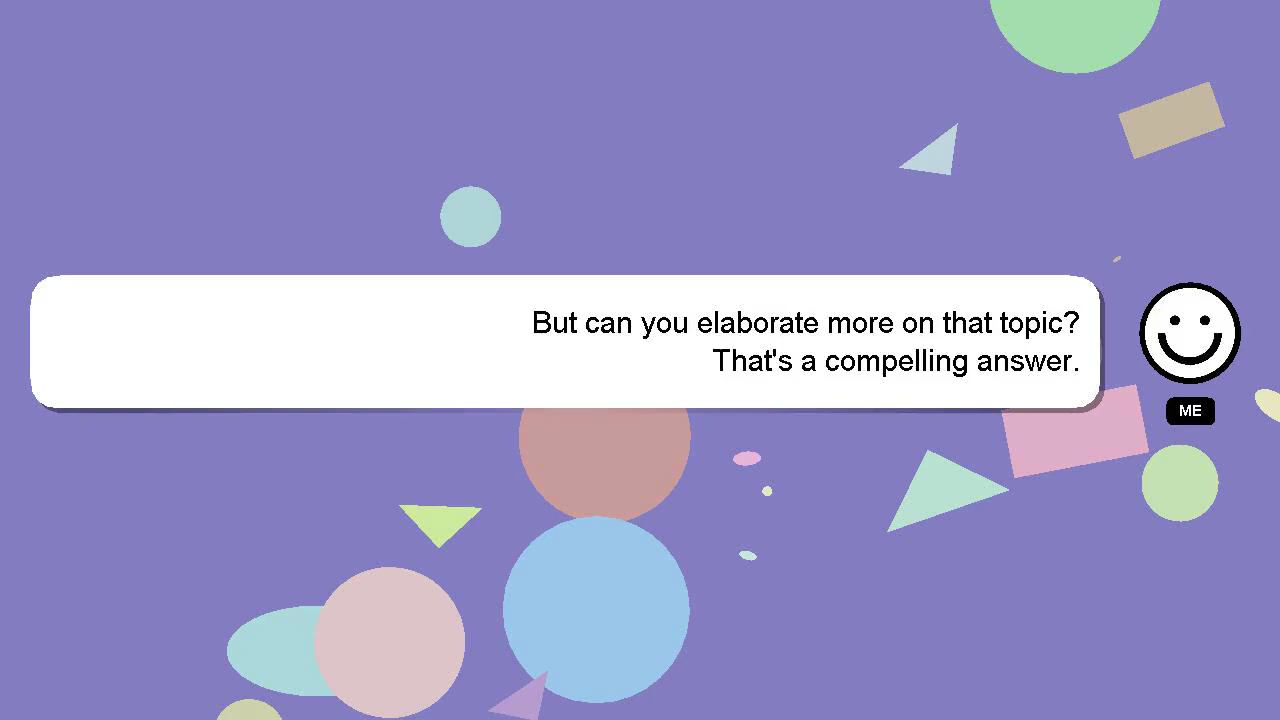 But can you elaborate more on that topic?
That's a compelling answer.
ME